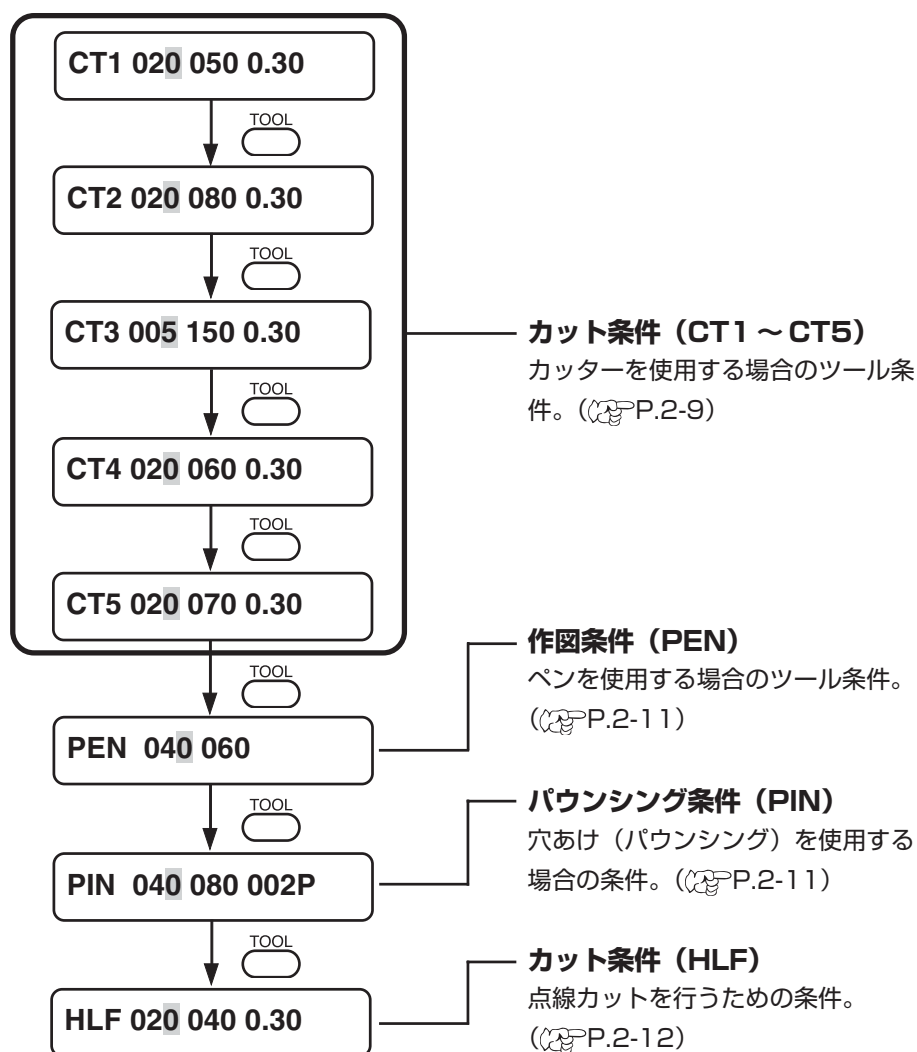 CT1 020 050 0.30
TOOL
CT2 020 080 0.30
TOOL
CT3 005 150 0.30
TOOL
CT4 020 060 0.30
TOOL
CT5 020 070 0.30
TOOL
PEN 040 060
TOOL
PIN 040 080 002P
TOOL
HLF 020 040 0.30
カット条件（CT1 ～ CT5）
カッターを使用する場合のツール条
件。（P.2-9）
作図条件（PEN）
ペンを使用する場合のツール条件。
（P.2-11）
パウンシング条件（PIN）
穴あけ（パウンシング）を使用する
場合の条件。（P.2-11）
カット条件（HLF）
点線カットを行うための条件。
（P.2-12）